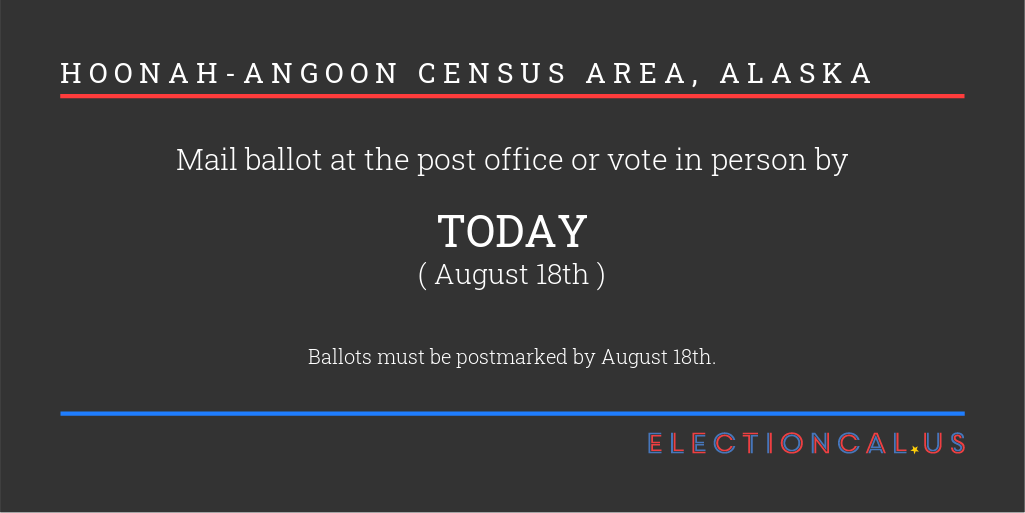 HOONAH-ANGOON CENSUS AREA, ALASKA
Mail ballot at the post office or vote in person by
TODAY
( August 18th )
Ballots must be postmarked by August 18th.
ELECTIONCAL.US